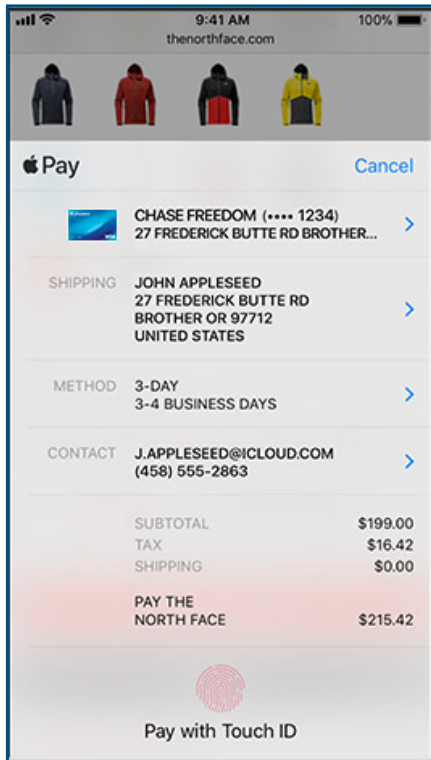 9:41 AM
100%
thenorthface.com
Pay
Cancel
CHASE FREEDOM (•••• 1234)
27 FREDERICK BUTTE RD BROTHER...
SHIPPING
JOHN APPLESEED
27 FREDERICK BUTTE RD
BROTHER OR 97712
UNITED STATES
METHOD
3-DAY
3-4 BUSINESS DAYS
CONTACT
J.APPLESEED@ICLOUD.COM
(458) 555-2863
SUBTOTAL $199.00
TAX $16.42
SHIPPING $0.00
PAY THE
NORTH FACE $215.42
Pay with Touch ID